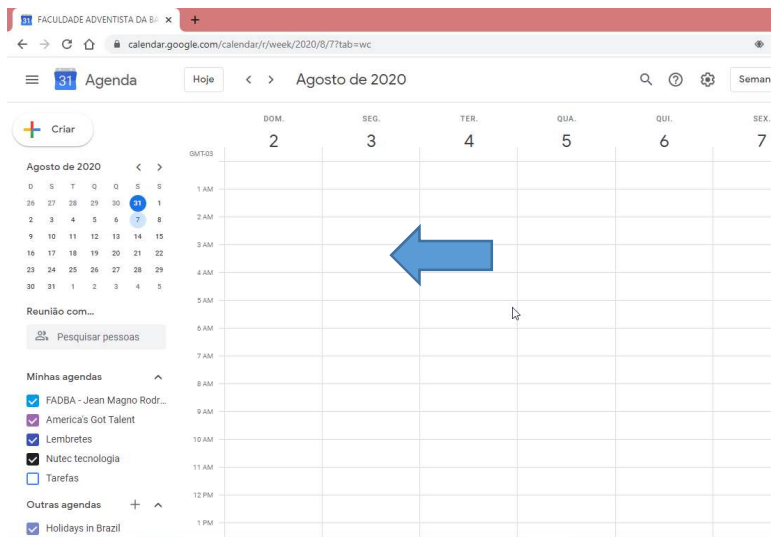 31 FACULDADE ADVENTISTA DA BA
calendar.google.com/calendar/r/week/2020/8/7?tab=wc
31 Agenda Hoje Agosto de 2020 Seman
Criar
DOM. SEG. TER. QUA. QUI. SEX.
2 3 4 5 6 7
GMT-03
Agosto de 2020
D S T Q Q S S
26 27 28 29 30 31 1
2 3 4 5 6 7 8
9 10 11 12 13 14 15
16 17 18 19 20 21 22
23 24 25 26 27 28 29
30 31 1 2 3 4 5
Reunião com...
Pesquisar pessoas
Minhas agendas
FADBA - Jean Magno Rodr...
America's Got Talent
Lembretes
Nutec tecnologia
Tarefas
Outras agendas
Holidays in Brazil
1 AM
2 AM
3 AM
4 AM
5 AM
6 AM
7 AM
8 AM
9 AM
10 AM
11 AM
12 PM
1 PM